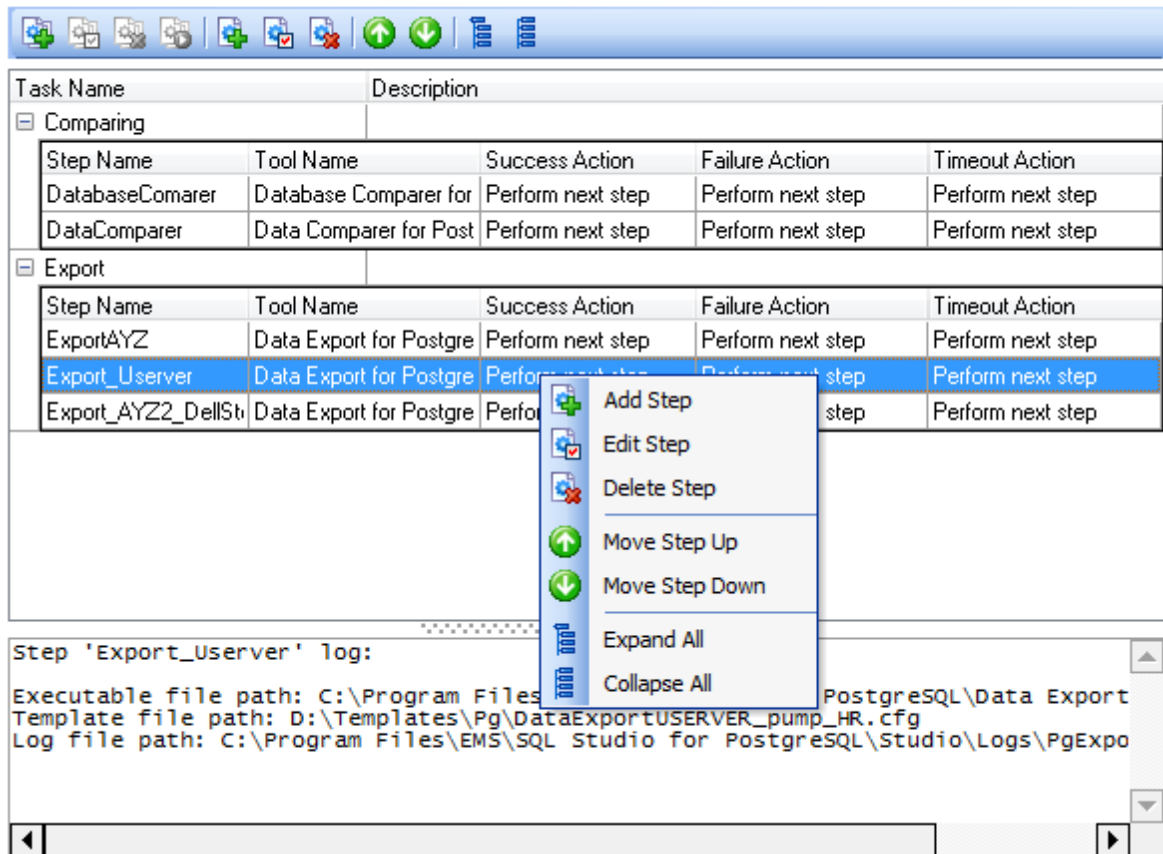 Task Name Description
Comparing
Step Name Tool Name Success Action Failure Action Timeout Action
DatabaseComarer Database Comparer for Perform next step Perform next step Perform next step
DataComparer Data Comparer for Post Perform next step Perform next step Perform next step
Export
Step Name Tool Name Success Action Failure Action Timeout Action
ExportAYZ Data Export for Postgre Perform next step Perform next step Perform next step
Export_Userver Data Export for Postgre step Perform next step
Export_AYZ2_DellSt Data Export for Postgre step Perform next step
Add Step
Edit Step
Delete Step
Move Step Up
Move Step Down
Expand All
Collapse All
Step 'Export_Userver' log:
Executable file path: C:\Program Files PostgreSQL\Data Export
Template file path: D:\Templates\Pg\DataExportUSERVER_pump_HR.cfg
Log file path: C:\Program Files\EMS\SQL Studio for PostgreSQL\Studio\Logs\PgExpo